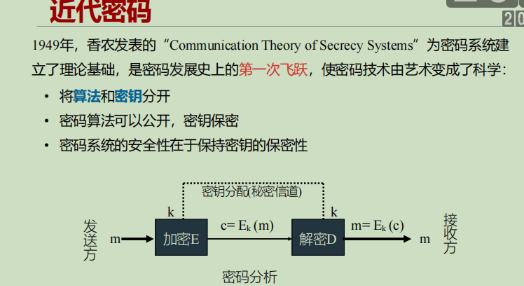 近代密码
20
1949年，香农发表的“Communication Theory of Secrecy Systems”为密码系统建
立了理论基础，是密码发展史上的第一次飞跃，使密码技术由艺术变成了科学：
• 将算法和密钥分开
• 密码算法可以公开，密钥保密
• 密码系统的安全性在于保持密钥的保密性
密钥分配(秘密信道)
k
k
发送方
m
加密E
c= Eₖ (m)
解密D
m= Eₖ (c)
m
接收方
密码分析